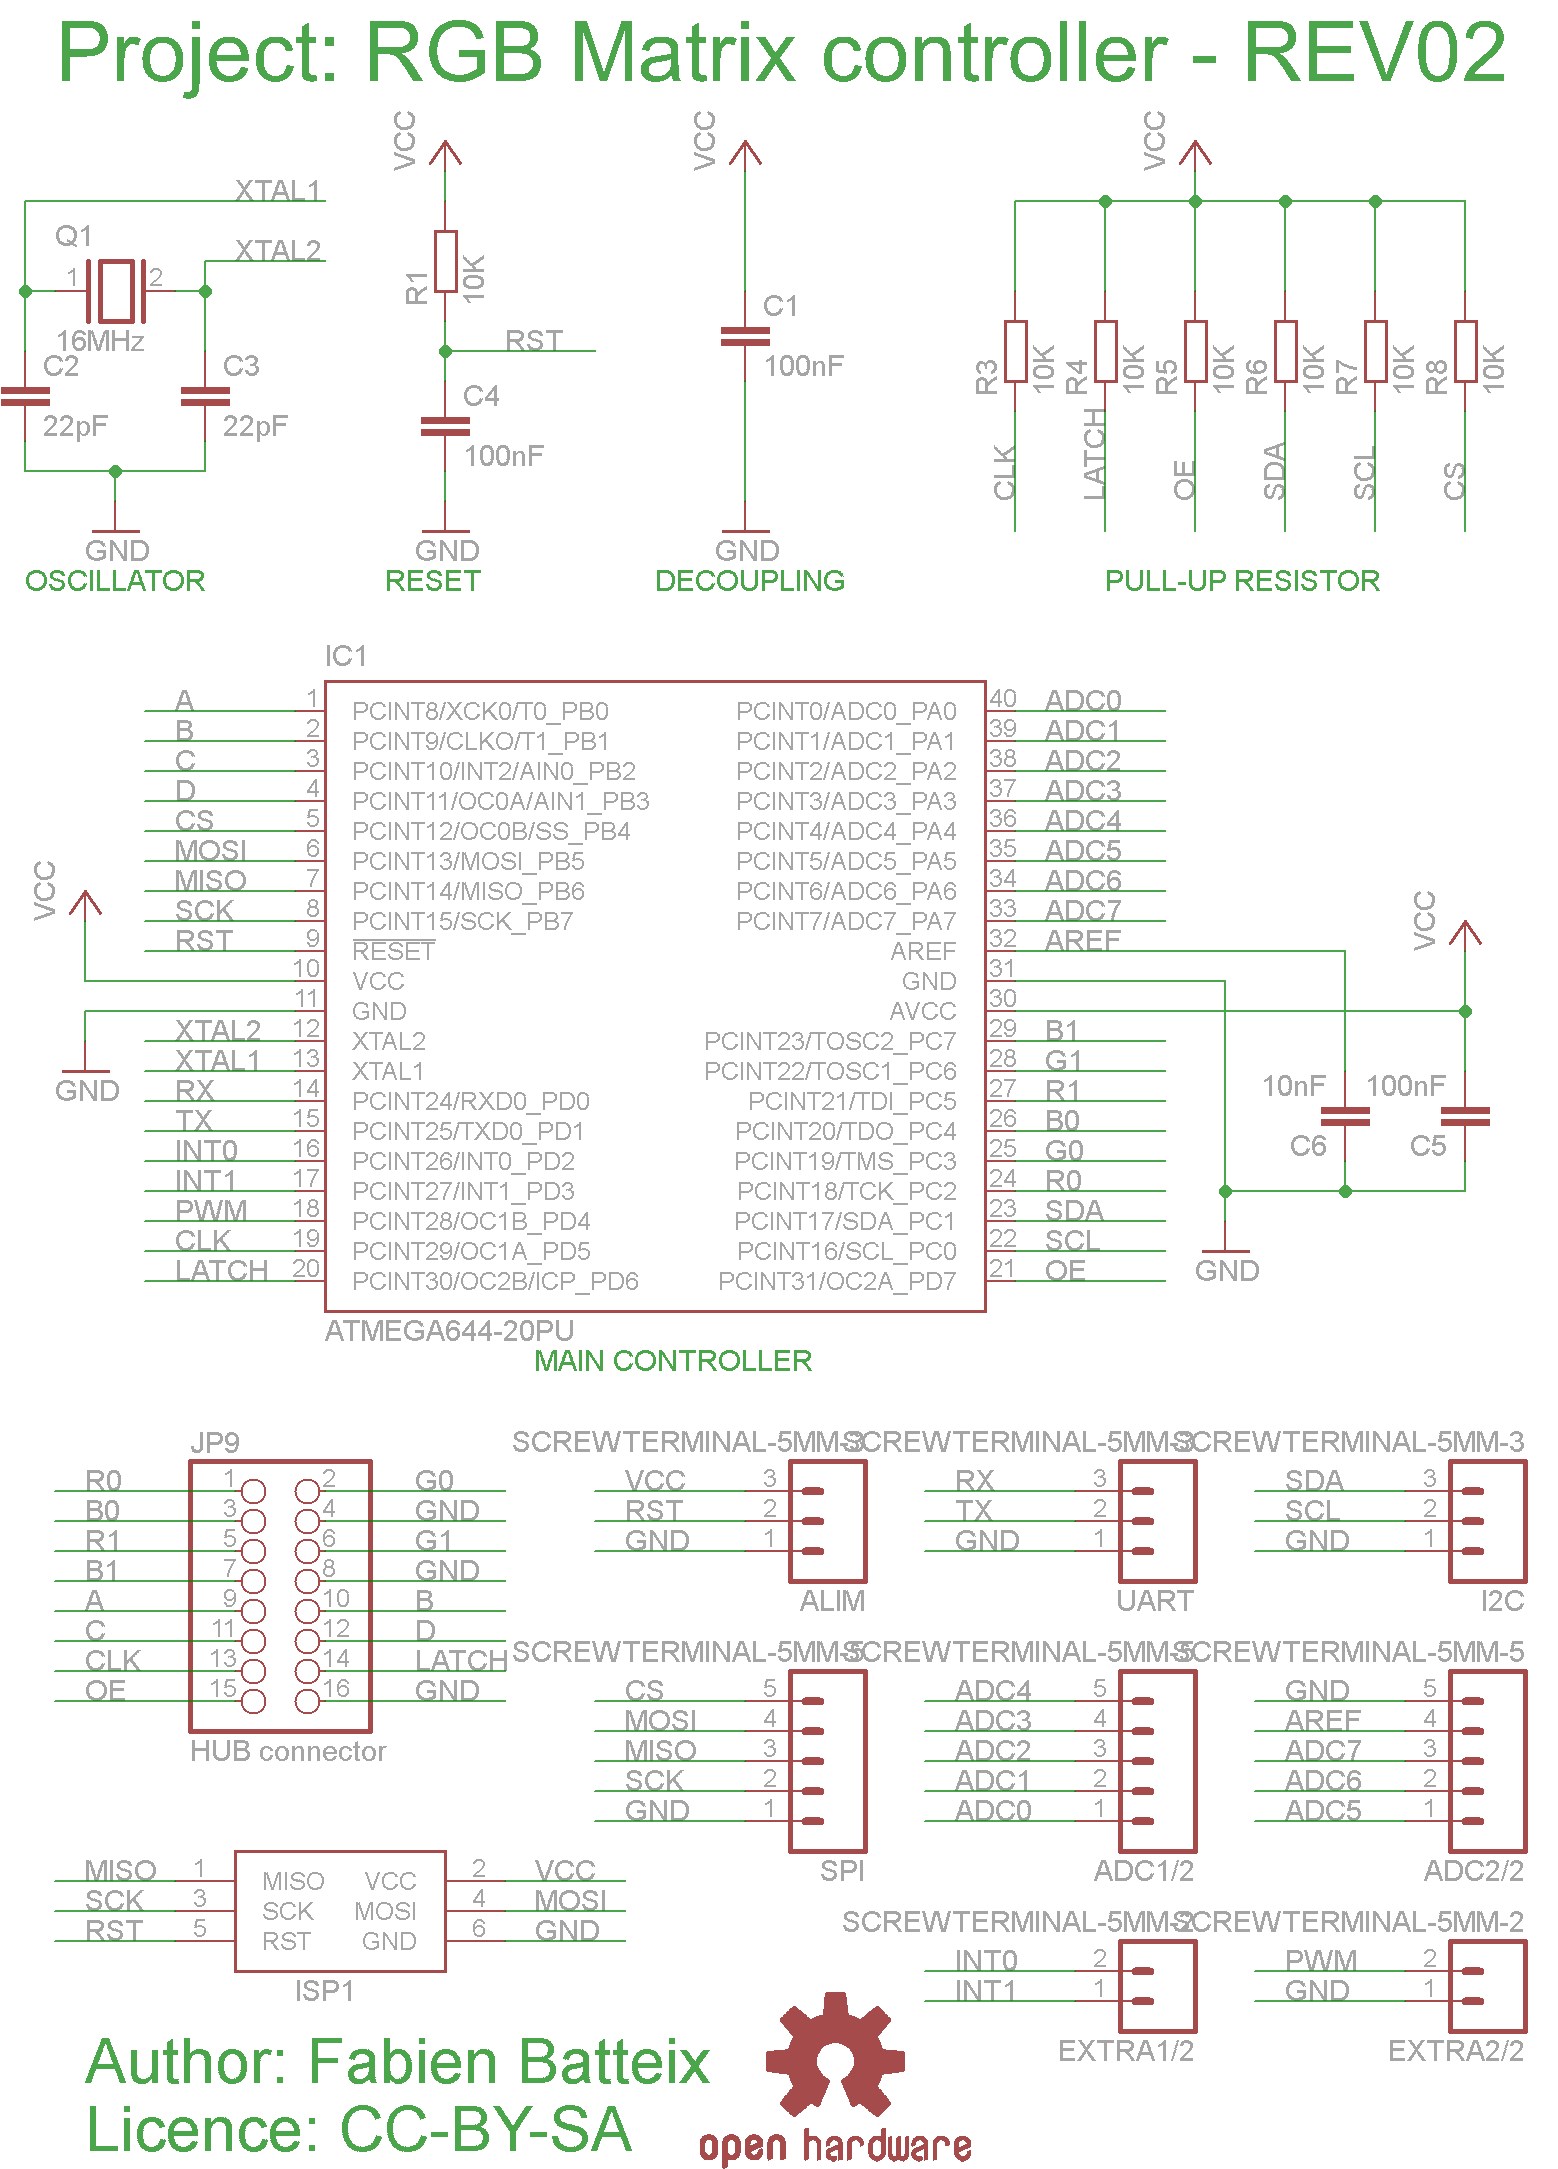 Project: RGB Matrix controller - REV02
VCC VCC VCC
XTAL1
XTAL2
Q1
1 2
16MHz
C2 C3
22pF 22pF
GND
OSCILLATOR
R1 10K
RST
C4
100nF
GND
RESET
C1
100nF
GND
DECOUPLING
R3 10K R4 10K R5 10K R6 10K R7 10K R8 10K
CLK LATCH OE SDA SCL CS
PULL-UP RESISTOR
IC1
A 1 PCINT8/XCK0/T0_PB0 PCINT0/ADC0_PA0 40 ADC0
B 2 PCINT9/CLKO/T1_PB1 PCINT1/ADC1_PA1 39 ADC1
C 3 PCINT10/INT2/AIN0_PB2 PCINT2/ADC2_PA2 38 ADC2
D 4 PCINT11/OC0A/AIN1_PB3 PCINT3/ADC3_PA3 37 ADC3
CS 5 PCINT12/OC0B/SS_PB4 PCINT4/ADC4_PA4 36 ADC4
MOSI 6 PCINT13/MOSI_PB5 PCINT5/ADC5_PA5 35 ADC5
MISO 7 PCINT14/MISO_PB6 PCINT6/ADC6_PA6 34 ADC6
SCK 8 PCINT15/SCK_PB7 PCINT7/ADC7_PA7 33 ADC7
RST 9 RESET AREF 32 AREF
VCC 10 VCC GND 31
11 GND AVCC 30 VCC
XTAL2 12 XTAL2 PCINT23/TOSC2_PC7 29 B1
XTAL1 13 XTAL1 PCINT22/TOSC1_PC6 28 G1
GND
RX 14 PCINT24/RXD0_PD0 PCINT21/TDI_PC5 27 R1
TX 15 PCINT25/TXD0_PD1 PCINT20/TDO_PC4 26 B0
INT0 16 PCINT26/INT0_PD2 PCINT19/TMS_PC3 25 G0
INT1 17 PCINT27/INT1_PD3 PCINT18/TCK_PC2 24 R0
PWM 18 PCINT28/OC1B_PD4 PCINT17/SDA_PC1 23 SDA
CLK 19 PCINT29/OC1A_PD5 PCINT16/SCL_PC0 22 SCL
LATCH 20 PCINT30/OC2B/ICP_PD6 PCINT31/OC2A_PD7 21 OE
10nF 100nF
C6 C5
GND
ATMEGA644-20PU
MAIN CONTROLLER
JP9
R0 1 2 G0
B0 3 4 GND
R1 5 6 G1
B1 7 8 GND
A 9 10 B
C 11 12 D
CLK 13 14 LATCH
OE 15 16 GND
HUB connector
SCREWTERMINAL-5MM-3
VCC 3
RST 2
GND 1
ALIM
SCREWTERMINAL-5MM-3
RX 3
TX 2
GND 1
UART
SCREWTERMINAL-5MM-3
SDA 3
SCL 2
GND 1
I2C
SCREWTERMINAL-5MM-5
CS 5
MOSI 4
MISO 3
SCK 2
GND 1
SPI
SCREWTERMINAL-5MM-5
ADC4 5
ADC3 4
ADC2 3
ADC1 2
ADC0 1
ADC1/2
SCREWTERMINAL-5MM-5
GND 5
AREF 4
ADC7 3
ADC6 2
ADC5 1
ADC2/2
MISO 1 MISO VCC 2 VCC
SCK 3 SCK MOSI 4 MOSI
RST 5 RST GND 6 GND
ISP1
SCREWTERMINAL-5MM-2
INT0 2
INT1 1
EXTRA1/2
SCREWTERMINAL-5MM-2
PWM 2
GND 1
EXTRA2/2
Author: Fabien Batteix
Licence: CC-BY-SA
open hardware